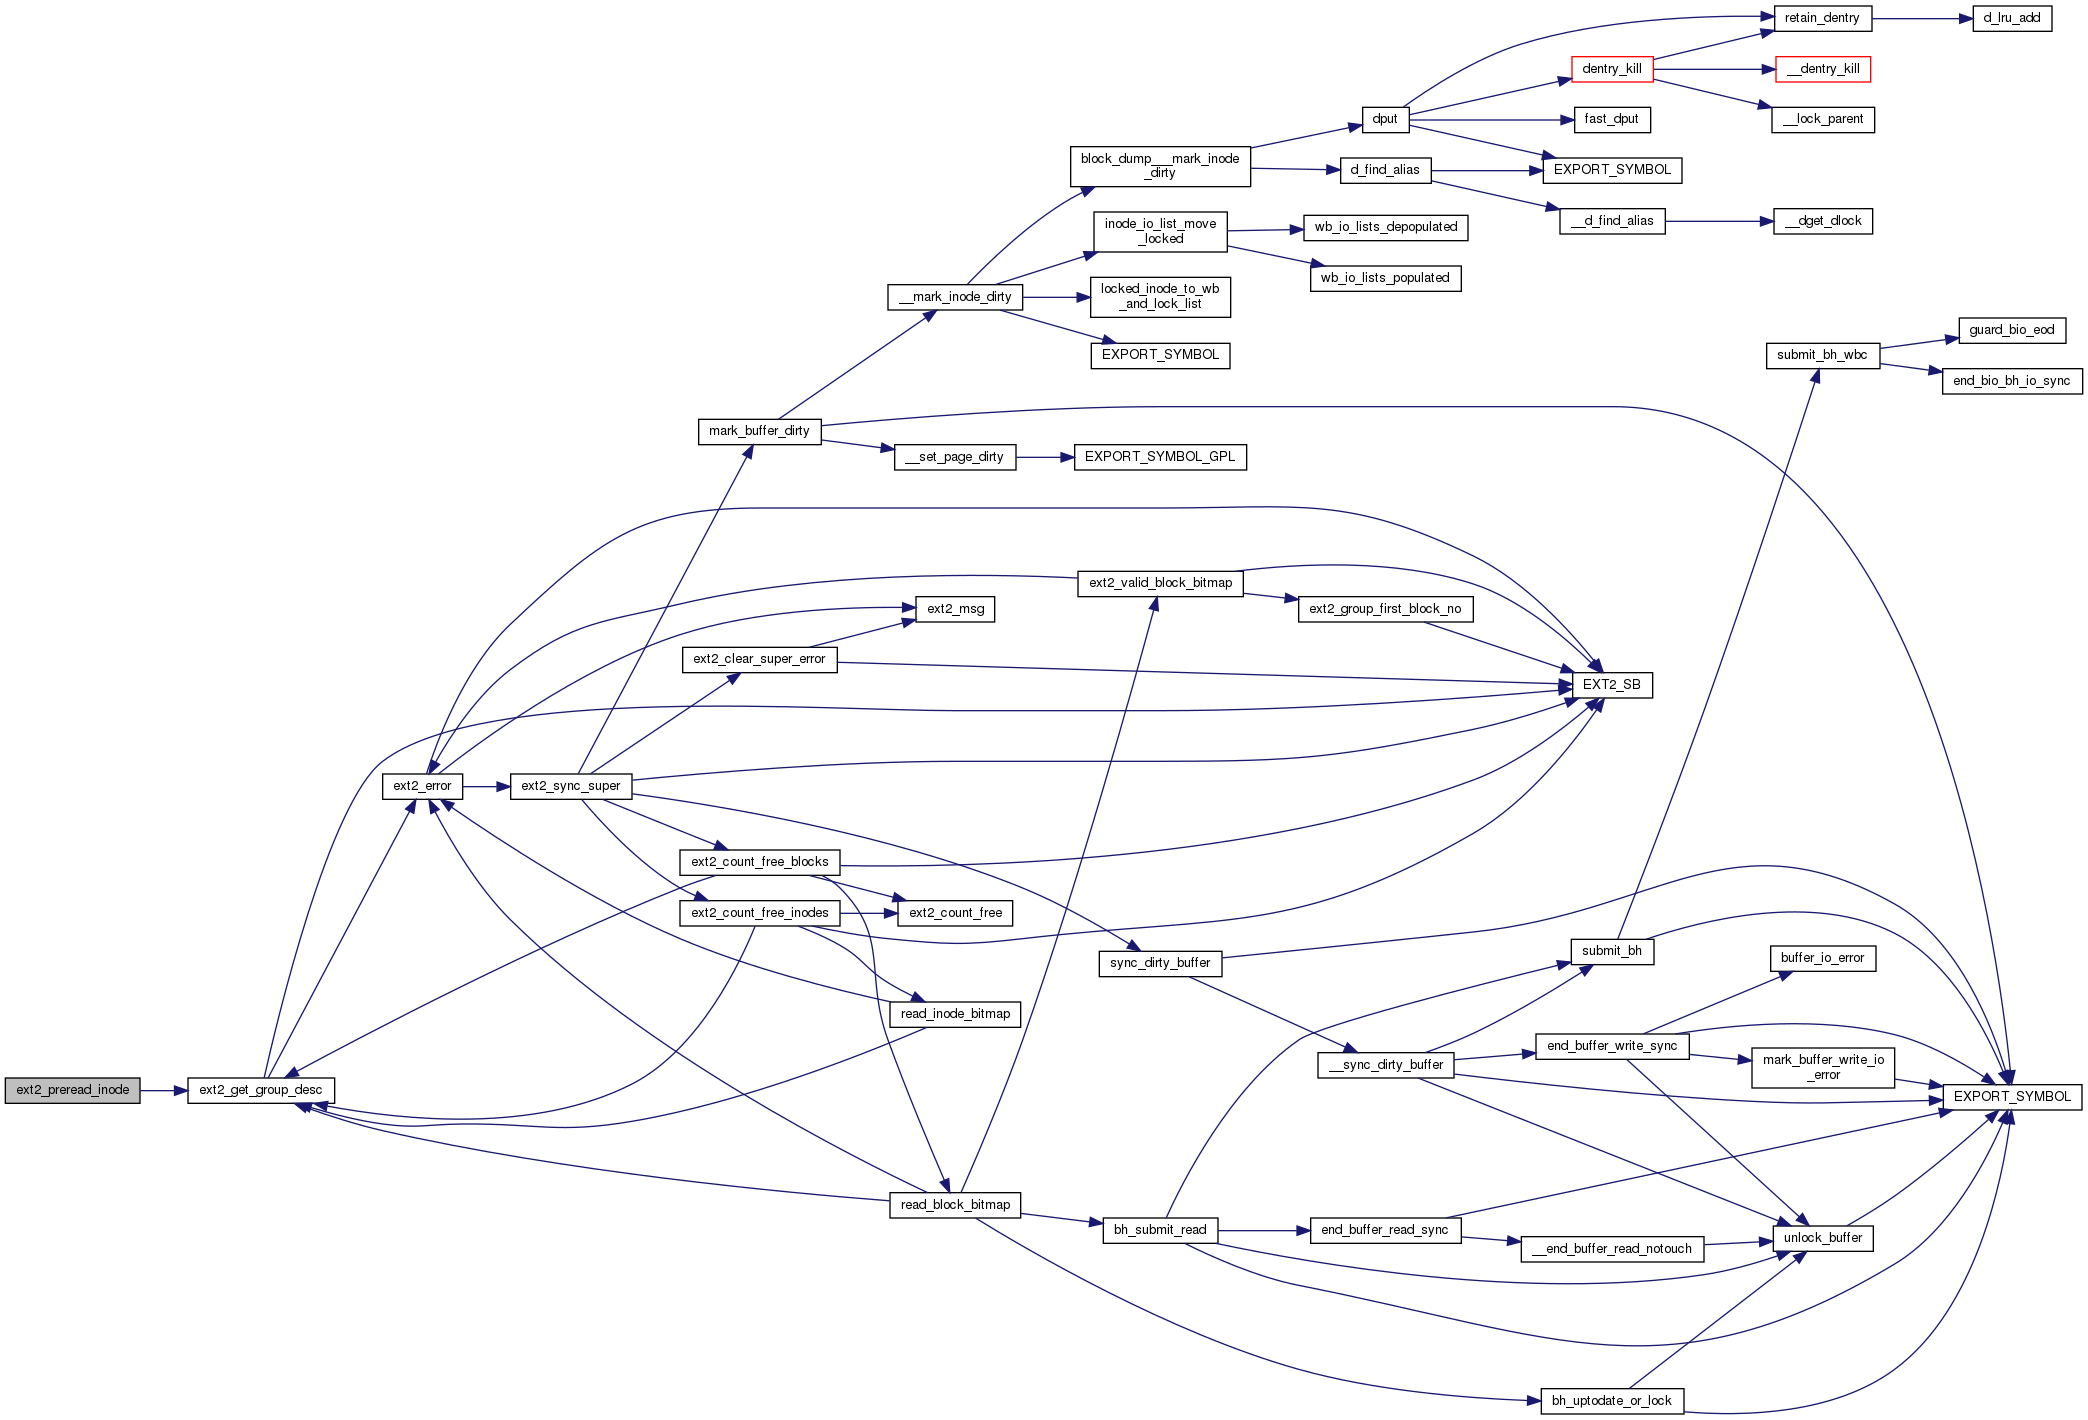 retain_dentry
d_lru_add
dentry_kill
__dentry_kill
dput
fast_dput
__lock_parent
block_dump___mark_inode
_dirty
d_find_alias
EXPORT_SYMBOL
__d_find_alias
__dget_dlock
inode_io_list_move
_locked
wb_io_lists_depopulated
wb_io_lists_populated
__mark_inode_dirty
locked_inode_to_wb
_and_lock_list
EXPORT_SYMBOL
guard_bio_eod
submit_bh_wbc
end_bio_bh_io_sync
mark_buffer_dirty
__set_page_dirty
EXPORT_SYMBOL_GPL
ext2_valid_block_bitmap
ext2_msg
ext2_group_first_block_no
ext2_clear_super_error
EXT2_SB
ext2_error
ext2_sync_super
ext2_count_free_blocks
ext2_count_free_inodes
ext2_count_free
sync_dirty_buffer
submit_bh
buffer_io_error
read_inode_bitmap
end_buffer_write_sync
__sync_dirty_buffer
mark_buffer_write_io
_error
ext2_preread_inode
ext2_get_group_desc
EXPORT_SYMBOL
read_block_bitmap
bh_submit_read
end_buffer_read_sync
__end_buffer_read_notouch
unlock_buffer
bh_uptodate_or_lock